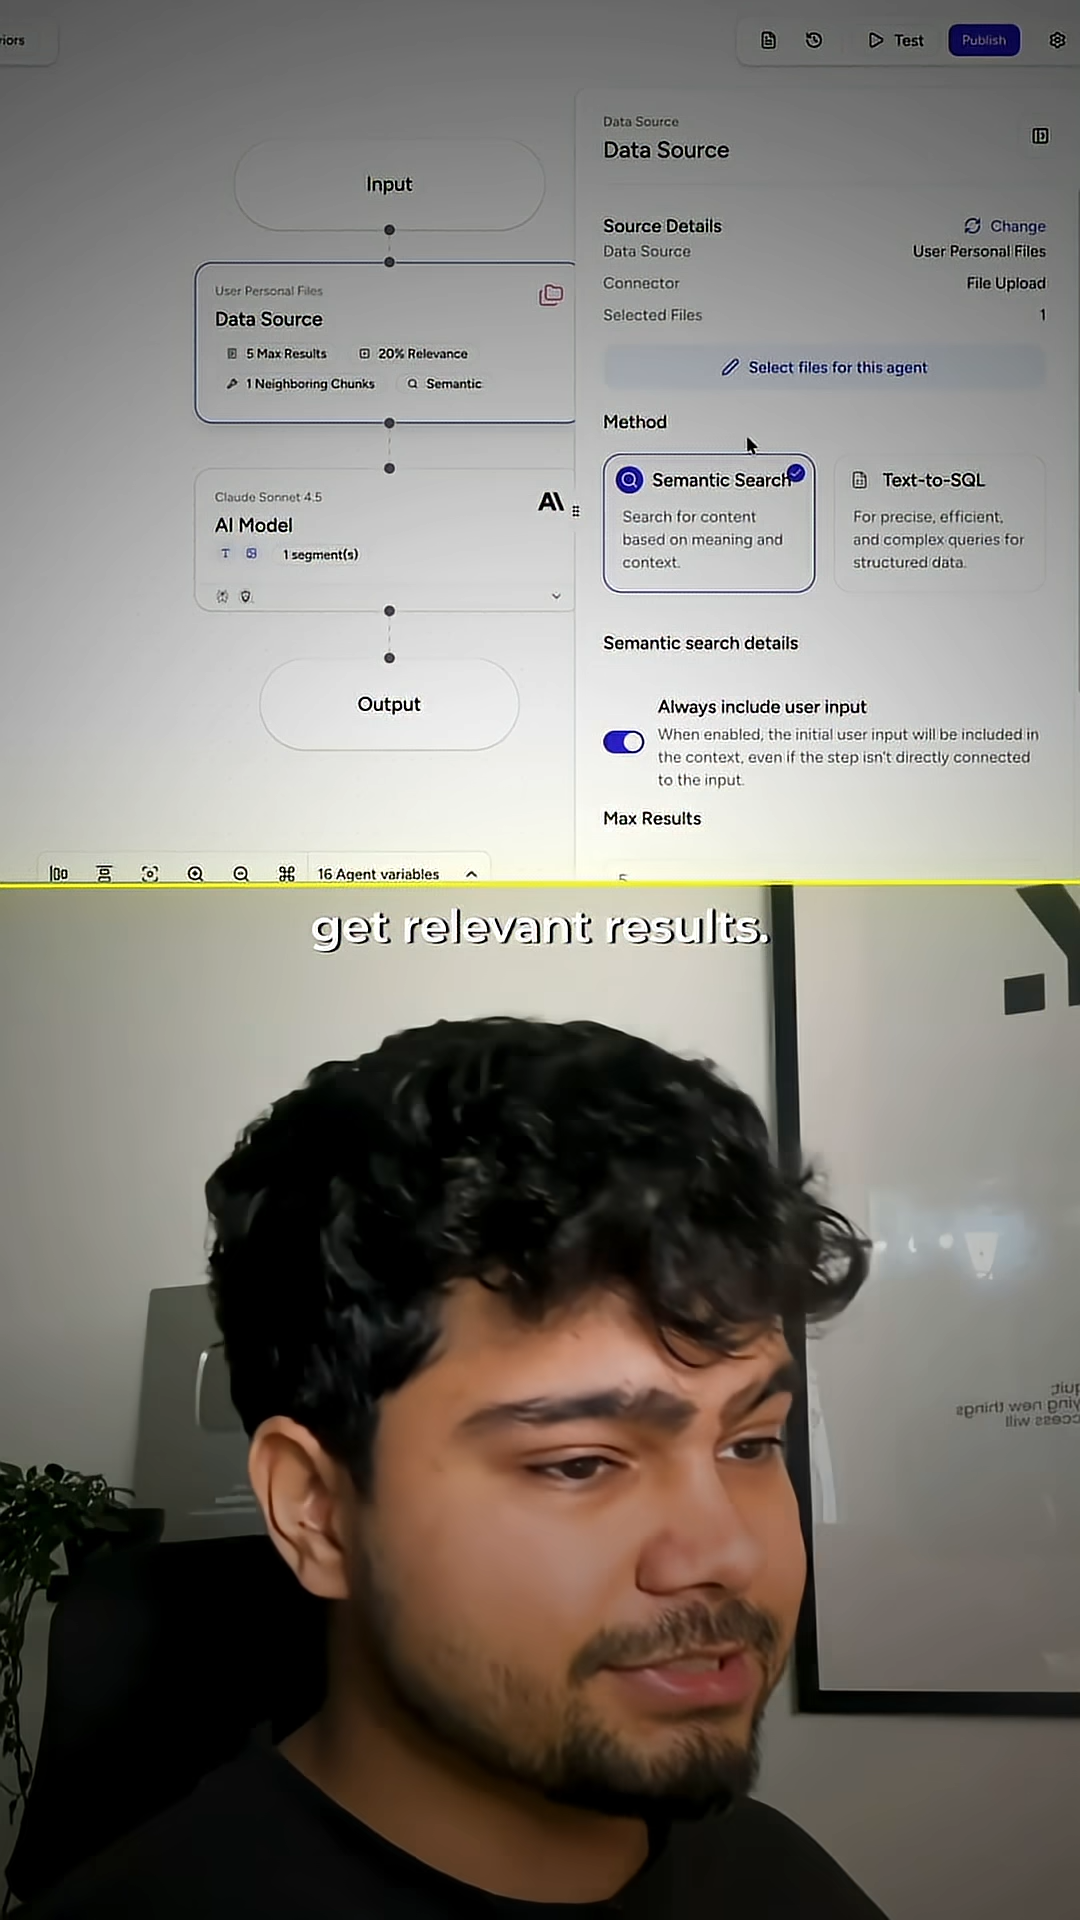 iors
Test
Publish
Data Source
Data Source
Input
Source Details
Change
Data Source
User Personal Files
Connector
File Upload
Selected Files
1
Select files for this agent
User Personal Files
Data Source
5 Max Results
20% Relevance
1 Neighboring Chunks
Semantic
Method
Semantic Search
Search for content
based on meaning and
context.
Text-to-SQL
For precise, efficient,
and complex queries for
structured data.
Claude Sonnet 4.5
AI Model
A\
T
1 segment(s)
Output
Semantic search details
Always include user input
When enabled, the initial user input will be included in
the context, even if the step isn't directly connected
to the input.
Max Results
16 Agent variables
get relevant results.
ying new things
ccess will